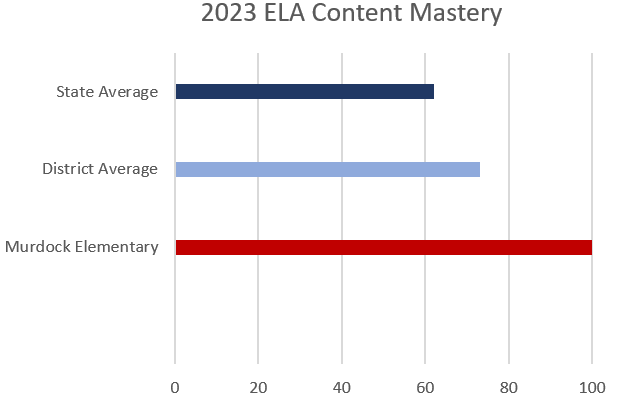 2023 ELA Content Mastery
State Average
District Average
Murdock Elementary
0 20 40 60 80 100